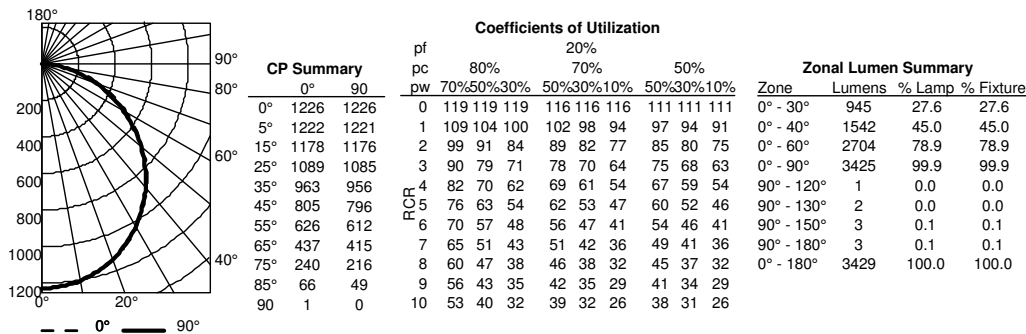 180°
90°
80°
60°
40°
200
400
600
800
1000
1200
0°
20°
0°
90°
CP Summary
0° 90
0° 1226 1226
5° 1222 1221
15° 1178 1176
25° 1089 1085
35° 963 956
45° 805 796
55° 626 612
65° 437 415
75° 240 216
85° 66 49
90 1 0
Coefficients of Utilization
pf 20%
pc 80% 70% 50%
pw 70%50%30% 50%30%10% 50%30%10%
RCR
0 119 119 119 116 116 116 111 111 111
1 109 104 100 102 98 94 97 94 91
2 99 91 84 89 82 77 85 80 75
3 90 79 71 78 70 64 75 68 63
4 82 70 62 69 61 54 67 59 54
5 76 63 54 62 53 47 60 52 46
6 70 57 48 56 47 41 54 46 41
7 65 51 43 51 42 36 49 41 36
8 60 47 38 46 38 32 45 37 32
9 56 43 35 42 35 29 41 34 29
10 53 40 32 39 32 26 38 31 26
Zonal Lumen Summary
Zone Lumens % Lamp % Fixture
0° - 30° 945 27.6 27.6
0° - 40° 1542 45.0 45.0
0° - 60° 2704 78.9 78.9
0° - 90° 3425 99.9 99.9
90° - 120° 1 0.0 0.0
90° - 130° 2 0.0 0.0
90° - 150° 3 0.1 0.1
90° - 180° 3 0.1 0.1
0° - 180° 3429 100.0 100.0